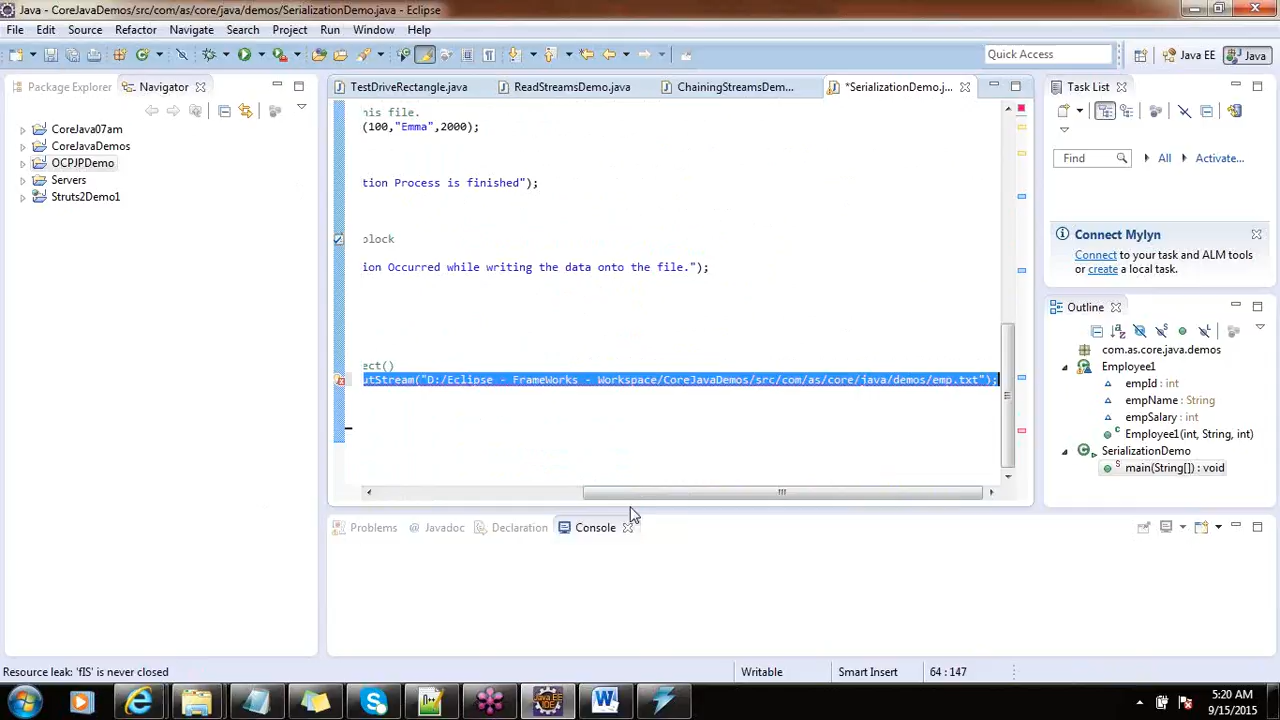 Java - CoreJavaDemos/src/com/as/core/java/demos/SerializationDemo.java - Eclipse
File Edit Source Refactor Navigate Search Project Run Window Help
Quick Access Java EE Java
Package Explorer Navigator
TestDriveRectangle.java ReadStreamsDemo.java ChainingStreamsDem... *SerializationDemo.j...
Task List
CoreJava07am
CoreJavaDemos
OCPJPDemo
Servers
Struts2Demo1
his file.
(100,"Emma",2000);
tion Process is finished");
block
ion Occurred while writing the data onto the file.");
ect()
utStream("D:/Eclipse - FrameWorks - Workspace/CoreJavaDemos/src/com/as/core/java/demos/emp.txt");
Find All Activate...
Connect Mylyn
Connect to your task and ALM tools
or create a local task.
Outline
com.as.core.java.demos
Employee1
empId : int
empName : String
empSalary : int
Employee1(int, String, int)
SerializationDemo
main(String[]) : void
Problems Javadoc Declaration Console
Resource leak: 'fIS' is never closed Writable Smart Insert 64 : 147
5:20 AM
9/15/2015